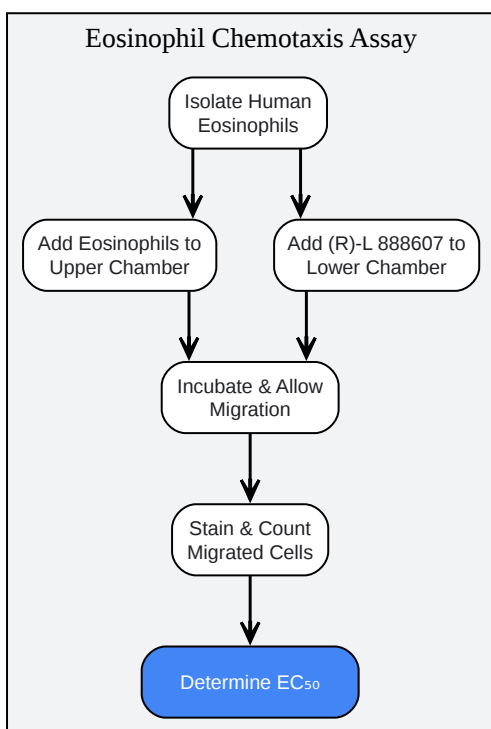 Eosinophil Chemotaxis Assay
Isolate Human
Eosinophils
Add Eosinophils to
Upper Chamber
Add (R)-L 888607 to
Lower Chamber
Incubate & Allow
Migration
Stain & Count
Migrated Cells
Determine EC₅₀